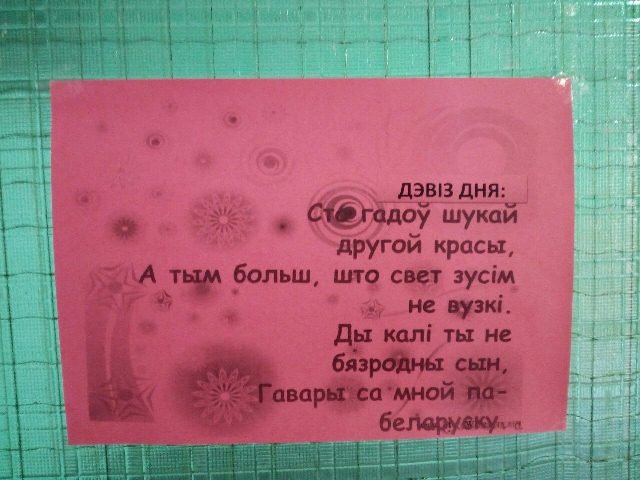 ДЭВІЗ ДНЯ:
Сто гадоў шукай
другой красы,
А тым больш, што свет зусім
не вузкі.
Ды калі ты не
бязродны сын,
Гавары са мной па-
беларуску